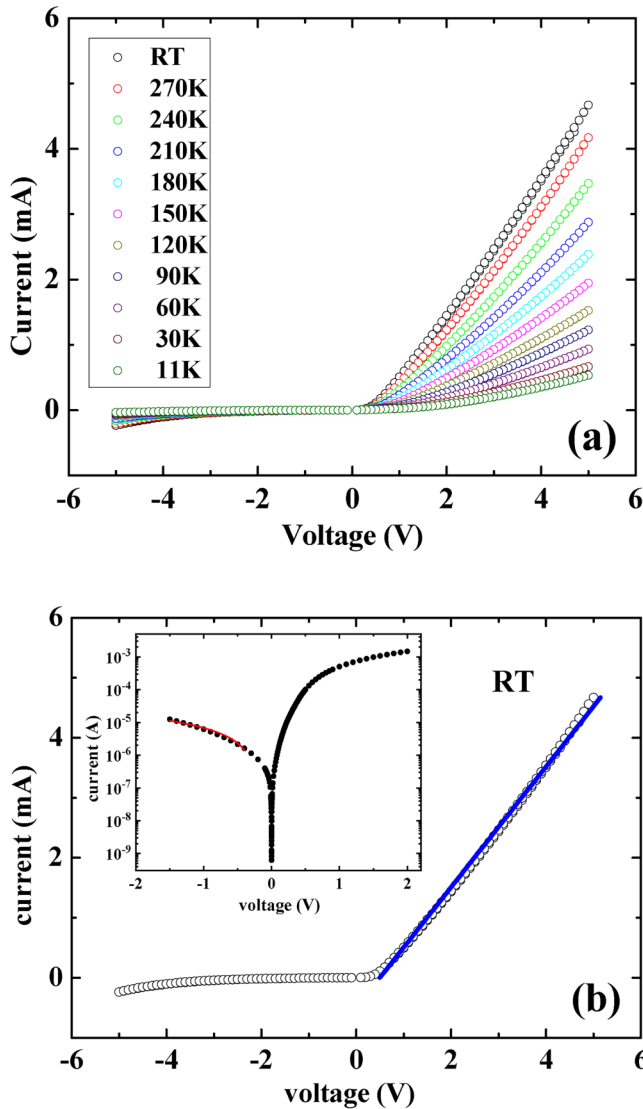 6
4
2
0
Current (mA)
RT
270K
240K
210K
180K
150K
120K
90K
60K
30K
11K
(a)
-6 -4 -2 0 2 4 6
Voltage (V)
6
4
2
0
-6 -4 -2 0 2 4 6
current (mA)
voltage (V)
RT
(b)
10⁻³
10⁻⁴
10⁻⁵
10⁻⁶
10⁻⁷
10⁻⁸
10⁻⁹
current (A)
-2 -1 0 1 2
voltage (V)